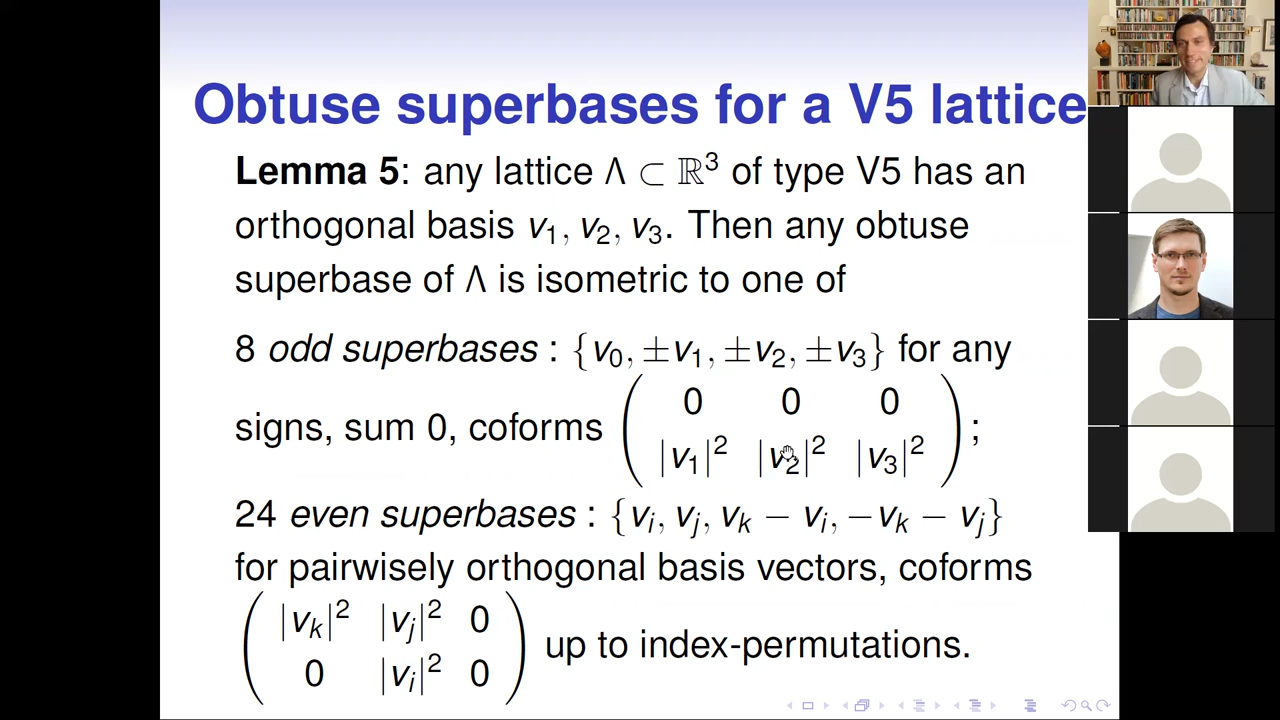 Obtuse superbases for a V5 lattice
Lemma 5: any lattice Λ ⊂ ℝ³ of type V5 has an
orthogonal basis v₁, v₂, v₃. Then any obtuse
superbase of Λ is isometric to one of
8 odd superbases : {v₀, ±v₁, ±v₂, ±v₃} for any
signs, sum 0, coforms ( 0 0 0
|v₁|² |v₂|² |v₃|² ) ;
24 even superbases : {vᵢ, vⱼ, vₖ − vᵢ, −vₖ − vⱼ}
for pairwisely orthogonal basis vectors, coforms
( |vₖ|² |vⱼ|² 0
0 |vᵢ|² 0 ) up to index-permutations.